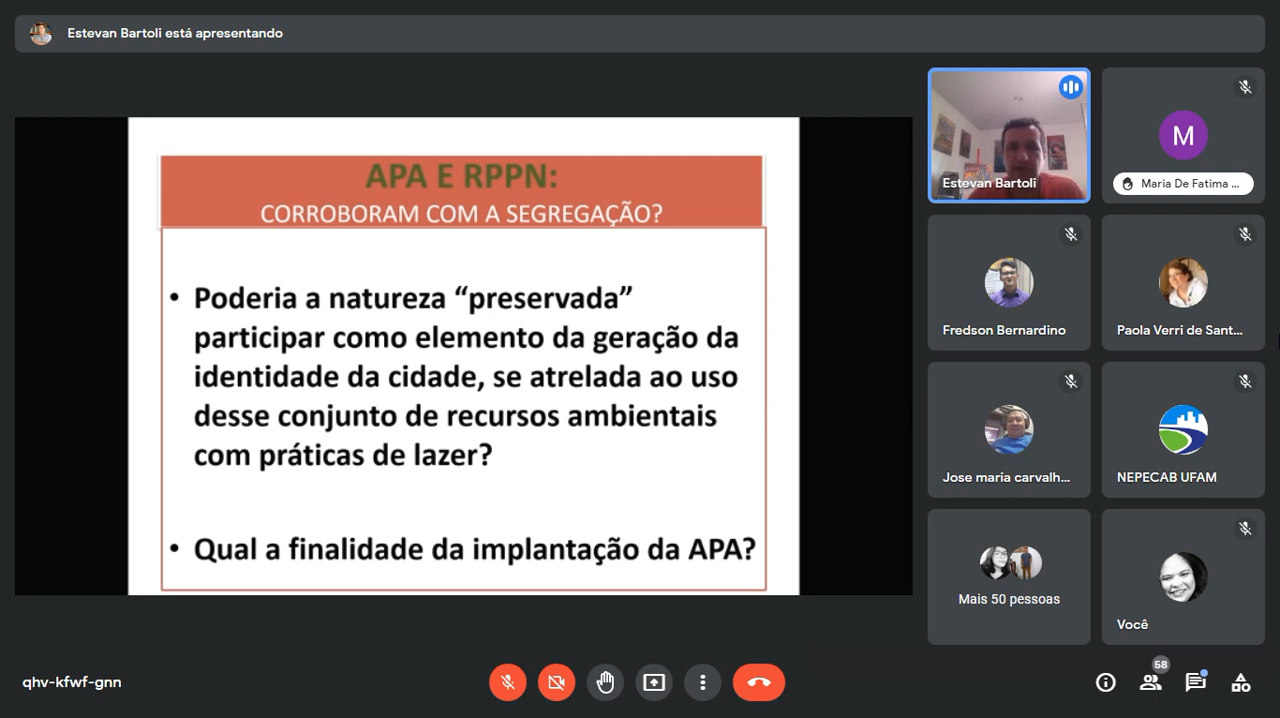 Estevan Bartoli está apresentando
APA E RPPN:
CORROBORAM COM A SEGREGAÇÃO?
• Poderia a natureza “preservada”
participar como elemento da geração da
identidade da cidade, se atrelada ao uso
desse conjunto de recursos ambientais
com práticas de lazer?
• Qual a finalidade da implantação da APA?
Estevan Bartoli
M
Maria De Fatima ...
Fredson Bernardino
Paola Verri de Sant...
Jose maria carvalh...
NEPECAB UFAM
Mais 50 pessoas
Você
qhv-kfwf-gnn
58